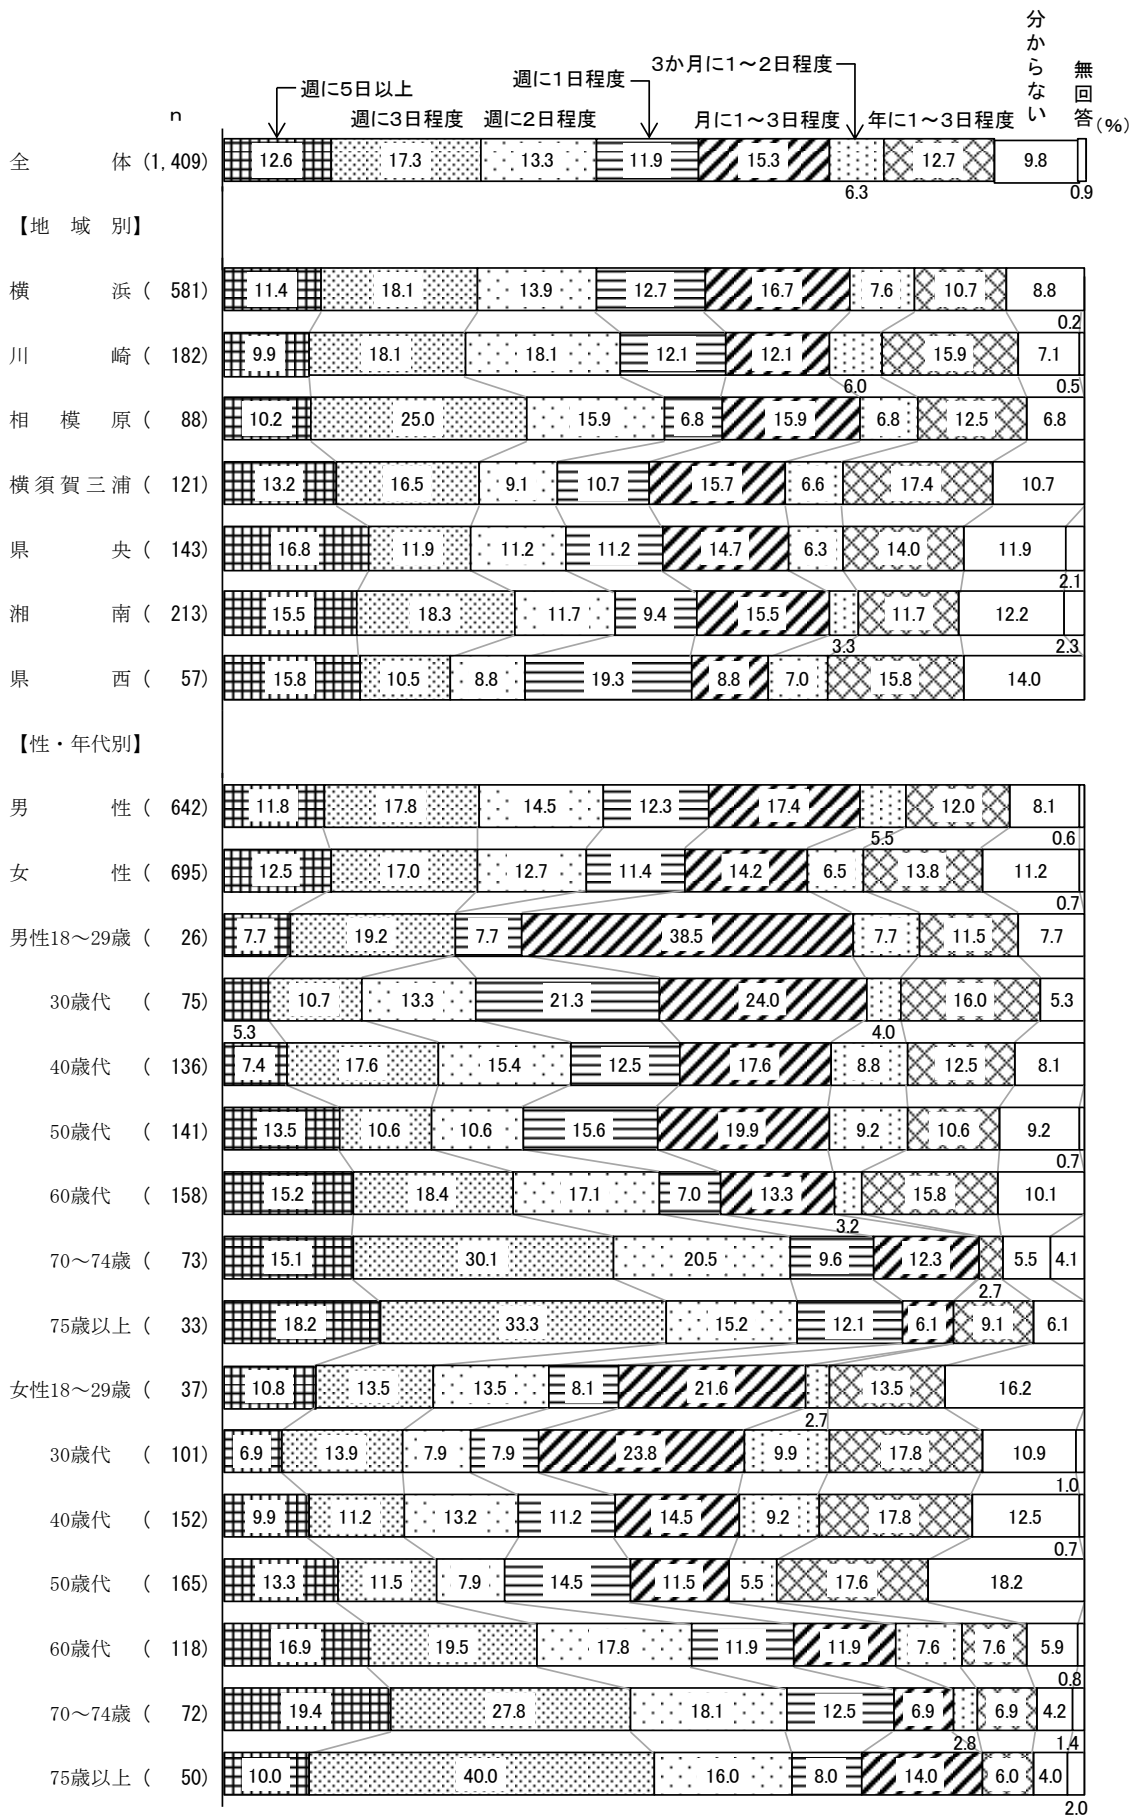 分からない
無回答
(%)
3か月に1～2日程度
週に1日程度
週に5日以上
n
週に3日程度 週に2日程度 月に1～3日程度 年に1～3日程度
全 体 (1,409) 12.6 17.3 13.3 11.9 15.3 12.7 9.8
6.3 0.9
【地 域 別】
横 浜 ( 581) 11.4 18.1 13.9 12.7 16.7 7.6 10.7 8.8
0.2
川 崎 ( 182) 9.9 18.1 18.1 12.1 12.1 15.9 7.1
6.0 0.5
相 模 原 ( 88) 10.2 25.0 15.9 6.8 15.9 6.8 12.5 6.8
横須賀三浦 ( 121) 13.2 16.5 9.1 10.7 15.7 6.6 17.4 10.7
県 央 ( 143) 16.8 11.9 11.2 11.2 14.7 6.3 14.0 11.9
2.1
湘 南 ( 213) 15.5 18.3 11.7 9.4 15.5 11.7 12.2
3.3 2.3
県 西 ( 57) 15.8 10.5 8.8 19.3 8.8 7.0 15.8 14.0
【性・年代別】
男 性 ( 642) 11.8 17.8 14.5 12.3 17.4 12.0 8.1
5.5 0.6
女 性 ( 695) 12.5 17.0 12.7 11.4 14.2 6.5 13.8 11.2
0.7
男性18～29歳 ( 26) 7.7 19.2 7.7 38.5 7.7 11.5 7.7
30歳代 ( 75) 10.7 13.3 21.3 24.0 16.0 5.3
5.3 4.0
40歳代 ( 136) 7.4 17.6 15.4 12.5 17.6 8.8 12.5 8.1
50歳代 ( 141) 13.5 10.6 10.6 15.6 19.9 9.2 10.6 9.2
0.7
60歳代 ( 158) 15.2 18.4 17.1 7.0 13.3 15.8 10.1
3.2
70～74歳 ( 73) 15.1 30.1 20.5 9.6 12.3 5.5 4.1
2.7
75歳以上 ( 33) 18.2 33.3 15.2 12.1 6.1 9.1 6.1
女性18～29歳 ( 37) 10.8 13.5 13.5 8.1 21.6 13.5 16.2
2.7
30歳代 ( 101) 6.9 13.9 7.9 7.9 23.8 9.9 17.8 10.9
1.0
40歳代 ( 152) 9.9 11.2 13.2 11.2 14.5 9.2 17.8 12.5
0.7
50歳代 ( 165) 13.3 11.5 7.9 14.5 11.5 5.5 17.6 18.2
60歳代 ( 118) 16.9 19.5 17.8 11.9 11.9 7.6 7.6 5.9
0.8
70～74歳 ( 72) 19.4 27.8 18.1 12.5 6.9 6.9 4.2
2.8 1.4
75歳以上 ( 50) 10.0 40.0 16.0 8.0 14.0 6.0 4.0
2.0